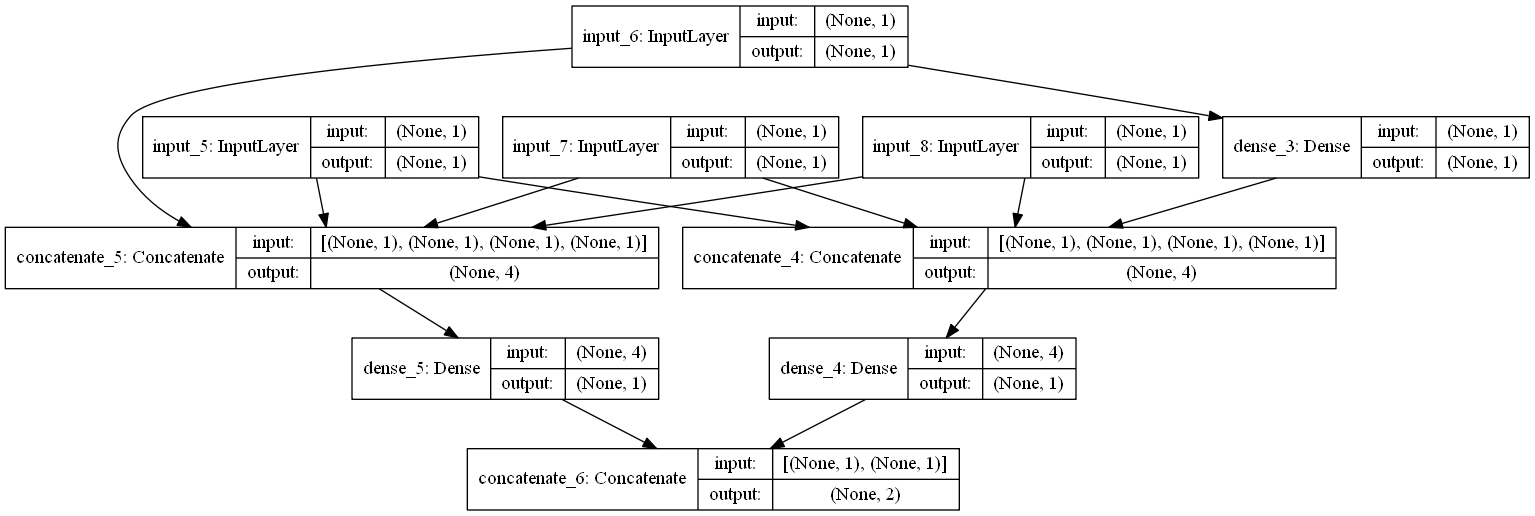 input_6: InputLayer
input: (None, 1)
output: (None, 1)
input_5: InputLayer
input: (None, 1)
output: (None, 1)
input_7: InputLayer
input: (None, 1)
output: (None, 1)
input_8: InputLayer
input: (None, 1)
output: (None, 1)
dense_3: Dense
input: (None, 1)
output: (None, 1)
concatenate_5: Concatenate
input: [(None, 1), (None, 1), (None, 1), (None, 1)]
output: (None, 4)
concatenate_4: Concatenate
input: [(None, 1), (None, 1), (None, 1), (None, 1)]
output: (None, 4)
dense_5: Dense
input: (None, 4)
output: (None, 1)
dense_4: Dense
input: (None, 4)
output: (None, 1)
concatenate_6: Concatenate
input: [(None, 1), (None, 1)]
output: (None, 2)